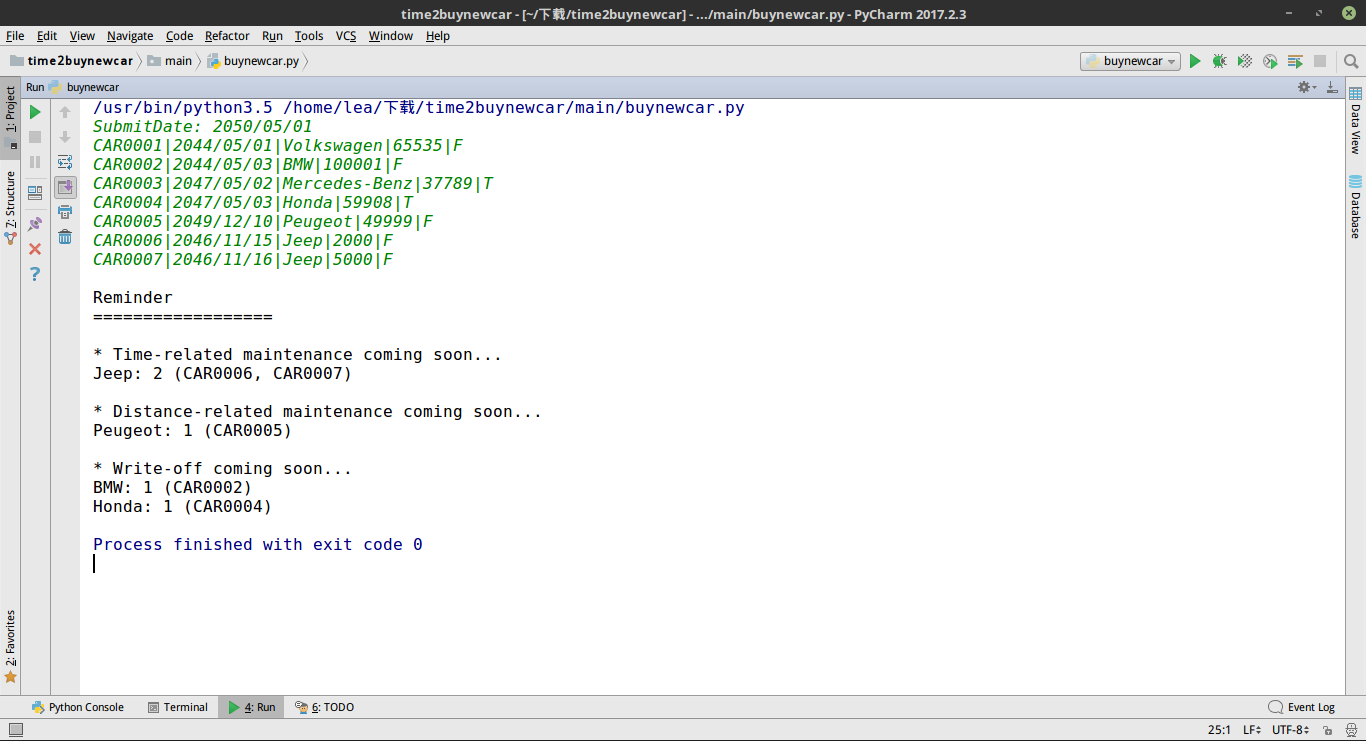 time2buynewcar - [~/下载/time2buynewcar] - .../main/buynewcar.py - PyCharm 2017.2.3
File Edit View Navigate Code Refactor Run Tools VCS Window Help
time2buynewcar main buynewcar.py buynewcar
Run buynewcar
1: Project
7: Structure
2: Favorites
Data View
Database
/usr/bin/python3.5 /home/lea/下载/time2buynewcar/main/buynewcar.py
SubmitDate: 2050/05/01
CAR0001|2044/05/01|Volkswagen|65535|F
CAR0002|2044/05/03|BMW|100001|F
CAR0003|2047/05/02|Mercedes-Benz|37789|T
CAR0004|2047/05/03|Honda|59908|T
CAR0005|2049/12/10|Peugeot|49999|F
CAR0006|2046/11/15|Jeep|2000|F
CAR0007|2046/11/16|Jeep|5000|F
Reminder
==================
* Time-related maintenance coming soon...
Jeep: 2 (CAR0006, CAR0007)
* Distance-related maintenance coming soon...
Peugeot: 1 (CAR0005)
* Write-off coming soon...
BMW: 1 (CAR0002)
Honda: 1 (CAR0004)
Process finished with exit code 0
Python Console Terminal 4: Run 6: TODO Event Log
25:1 LF UTF-8